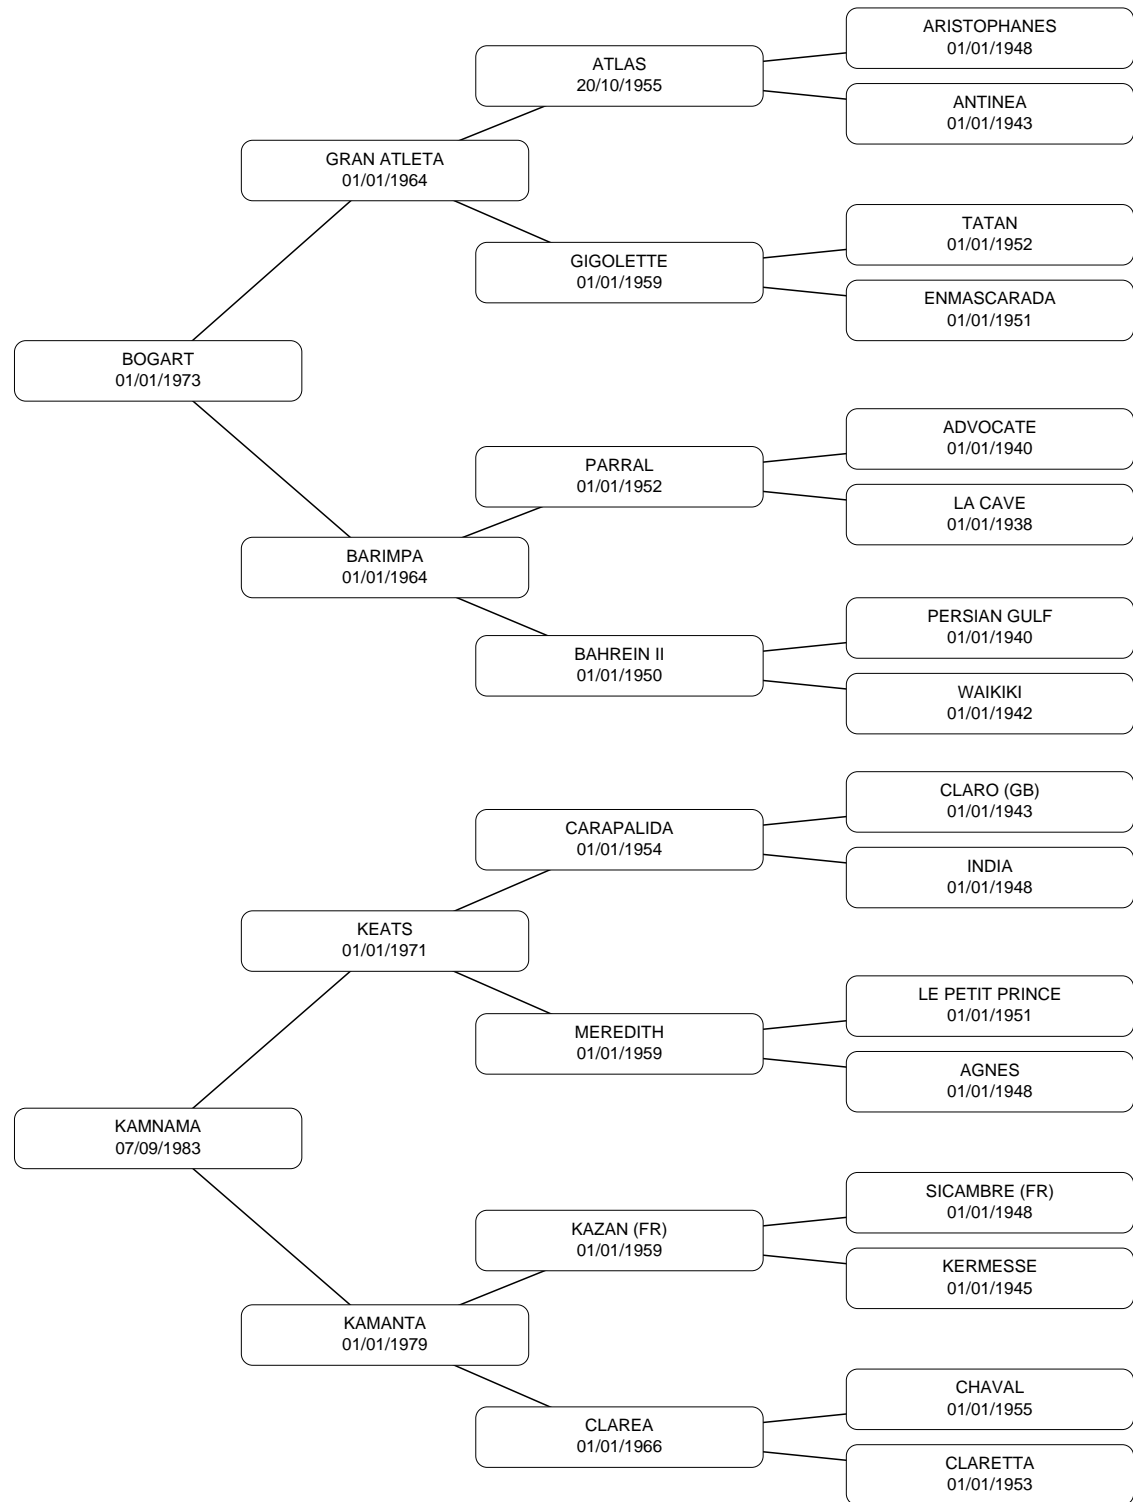 ARISTOPHANES
01/01/1948
ATLAS
20/10/1955
ANTINEA
01/01/1943
GRAN ATLETA
01/01/1964
TATAN
01/01/1952
GIGOLETTE
01/01/1959
ENMASCARADA
01/01/1951
BOGART
01/01/1973
ADVOCATE
01/01/1940
PARRAL
01/01/1952
LA CAVE
01/01/1938
BARIMPA
01/01/1964
PERSIAN GULF
01/01/1940
BAHREIN II
01/01/1950
WAIKIKI
01/01/1942
CLARO (GB)
01/01/1943
CARAPALIDA
01/01/1954
INDIA
01/01/1948
KEATS
01/01/1971
LE PETIT PRINCE
01/01/1951
MEREDITH
01/01/1959
AGNES
01/01/1948
KAMNAMA
07/09/1983
SICAMBRE (FR)
01/01/1948
KAZAN (FR)
01/01/1959
KERMESSE
01/01/1945
KAMANTA
01/01/1979
CHAVAL
01/01/1955
CLAREA
01/01/1966
CLARETTA
01/01/1953